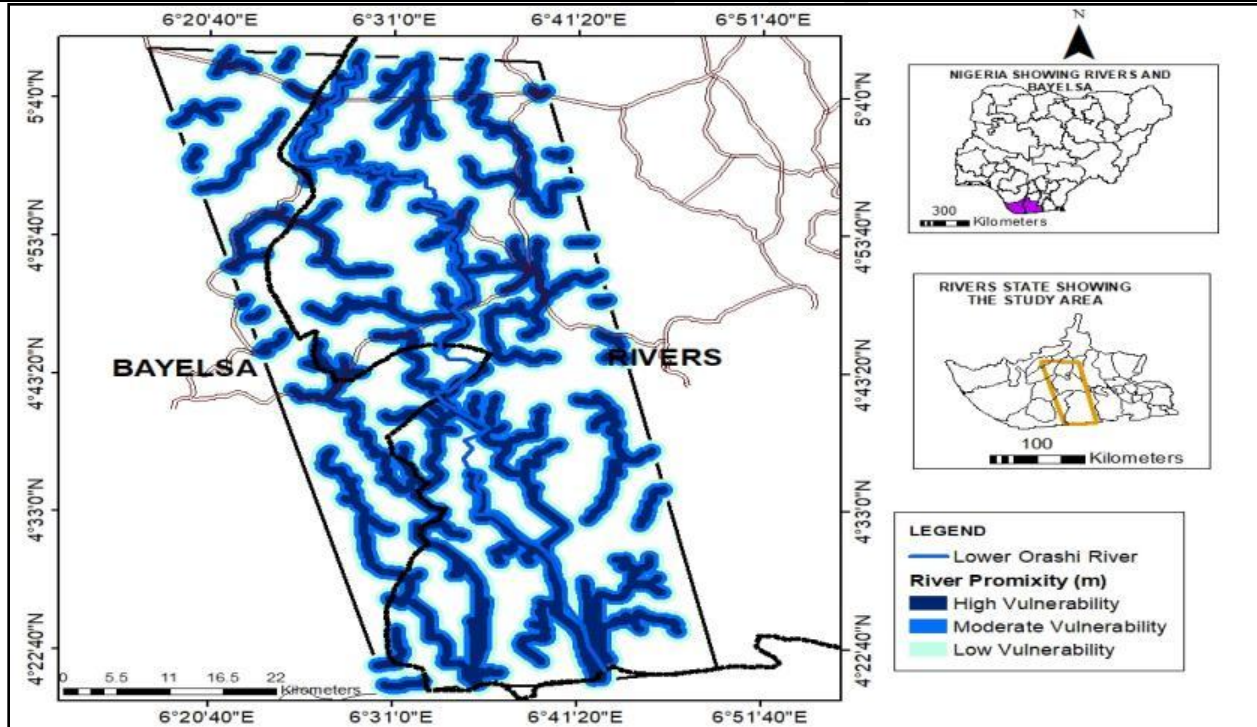 6°20'40"E 6°31'0"E 6°41'20"E 6°51'40"E
5°4'0"N
4°53'40"N
4°43'20"N
4°33'0"N
4°22'40"N
BAYELSA
RIVERS
0 5.5 11 16.5 22
Kilometers
5°4'0"N
4°53'40"N
4°43'20"N
4°33'0"N
4°22'40"N
6°20'40"E 6°31'0"E 6°41'20"E 6°51'40"E
N
NIGERIA SHOWING RIVERS AND
BAYELSA
300
Kilometers
RIVERS STATE SHOWING
THE STUDY AREA
100
Kilometers
LEGEND
Lower Orashi River
River Promixity (m)
High Vulnerability
Moderate Vulnerability
Low Vulnerability